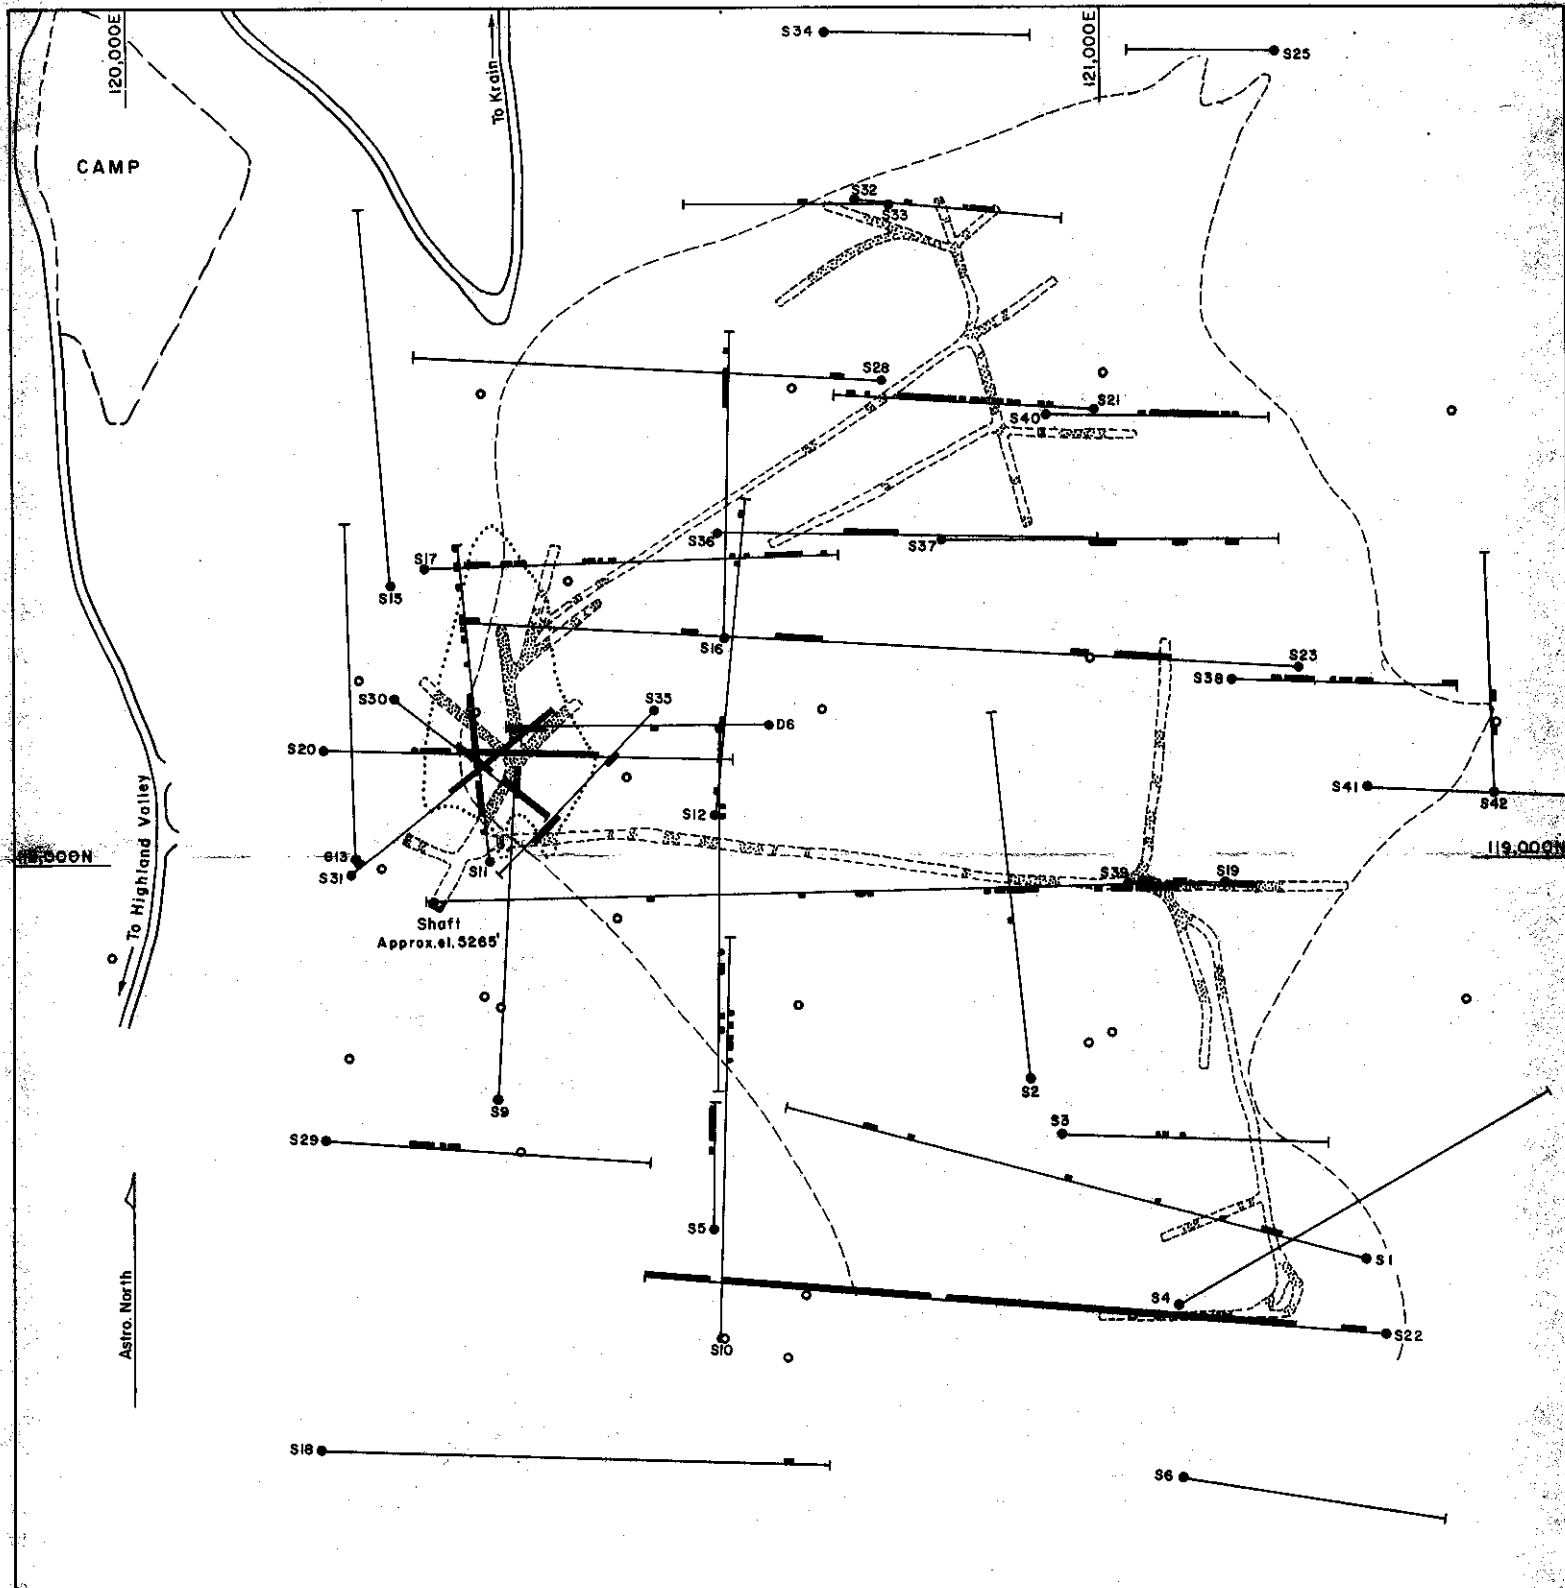 120,000E
To Krain
S34
121,000E
S25
CAMP
S32
S33
S28
S21
S40
S36
S37
S17
S15
S16
S23
S38
S30
S35
D6
S20
S41
S42
S12
To Highland Valley
S13
S31
S11
119,000N
S39
S19
Shaft
Approx. el. 5265'
S2
S9
S3
S29
S5
S1
S4
Astro. North
S22
S10
S18
S6